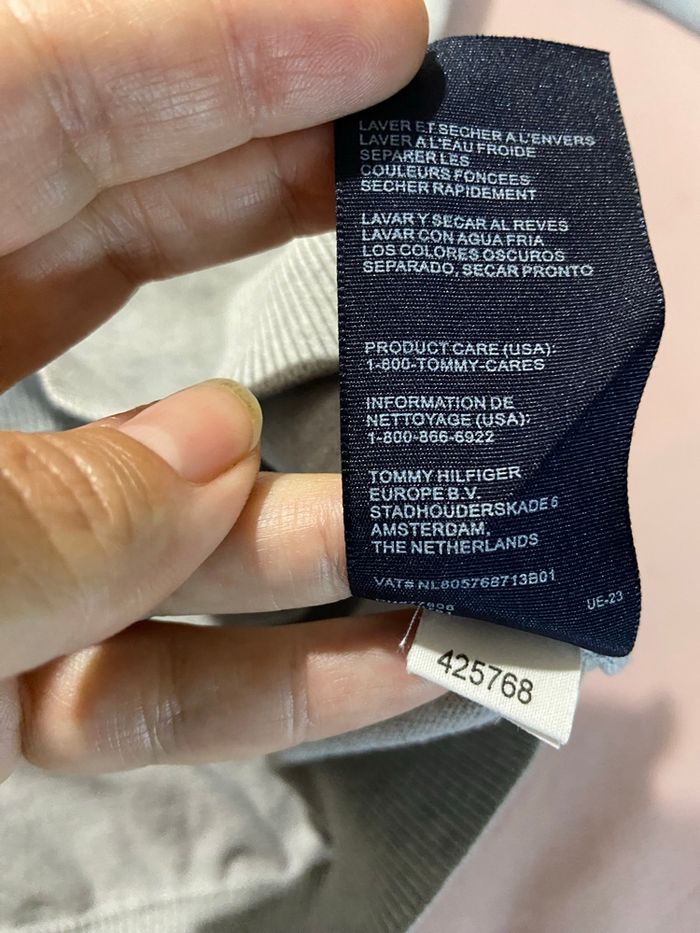 LAVER ET SECHER A L'ENVERS
LAVER A L'EAU FROIDE
SEPARER LES
COULEURS FONCEES
SECHER RAPIDEMENT
LAVAR Y SECAR AL REVES
LAVAR CON AGUA FRIA
LOS COLORES OSCUROS
SEPARADO, SECAR PRONTO
PRODUCT CARE (USA):
1-800-TOMMY-CARES
INFORMATION DE
NETTOYAGE (USA):
1-800-866-6922
TOMMY HILFIGER
EUROPE B.V.
STADHOUDERSKADE 6
AMSTERDAM,
THE NETHERLANDS
VAT# NL805768713B01
UE-23
425768